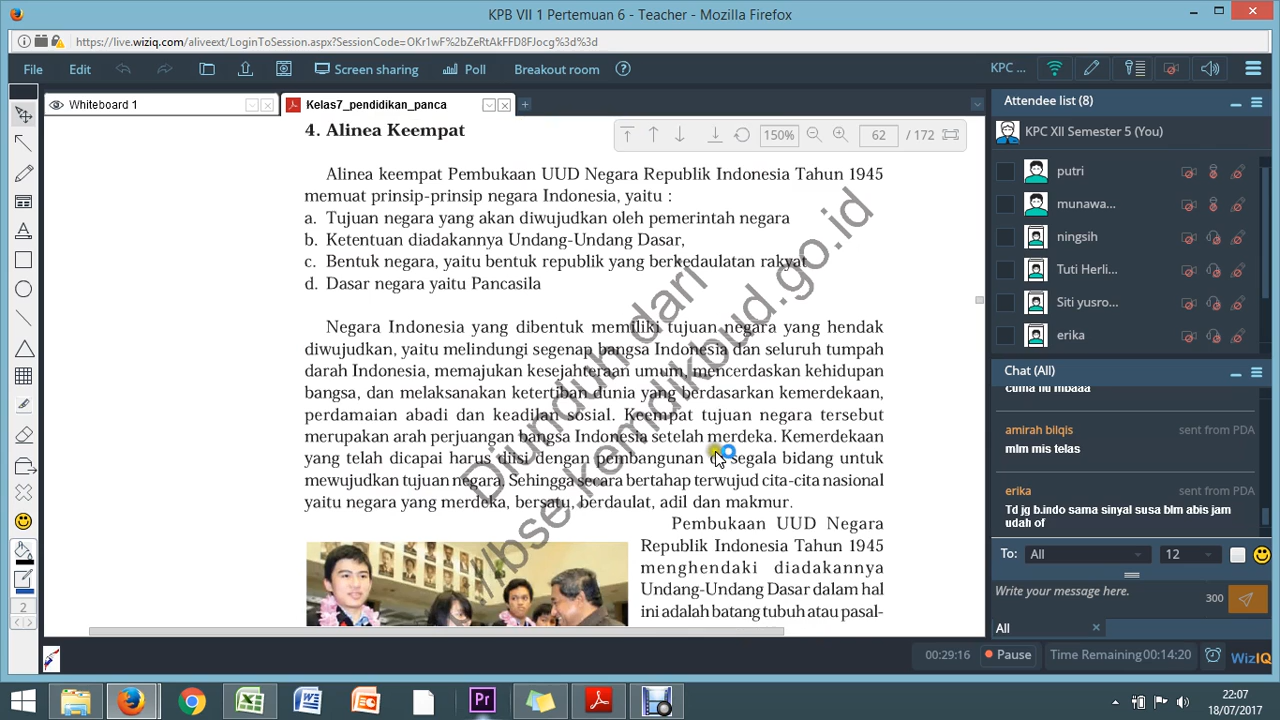 KPB VII 1 Pertemuan 6 - Teacher - Mozilla Firefox
https://live.wiziq.com/aliveext/LoginToSession.aspx?SessionCode=OKr1wF%2bZeRtAkFFD8FJocg%3d%3d
File Edit Screen sharing Poll Breakout room ? KPC ...
Whiteboard 1 Kelas7_pendidikan_panca
150% 62 / 172
4. Alinea Keempat
Alinea keempat Pembukaan UUD Negara Republik Indonesia Tahun 1945
memuat prinsip-prinsip negara Indonesia, yaitu :
a. Tujuan negara yang akan diwujudkan oleh pemerintah negara
b. Ketentuan diadakannya Undang-Undang Dasar,
c. Bentuk negara, yaitu bentuk republik yang berkedaulatan rakyat
d. Dasar negara yaitu Pancasila
Negara Indonesia yang dibentuk memiliki tujuan negara yang hendak
diwujudkan, yaitu melindungi segenap bangsa Indonesia dan seluruh tumpah
darah Indonesia, memajukan kesejahteraan umum, mencerdaskan kehidupan
bangsa, dan melaksanakan ketertiban dunia yang berdasarkan kemerdekaan,
perdamaian abadi dan keadilan sosial. Keempat tujuan negara tersebut
merupakan arah perjuangan bangsa Indonesia setelah merdeka. Kemerdekaan
yang telah dicapai harus diisi dengan pembangunan di segala bidang untuk
mewujudkan tujuan negara. Sehingga secara bertahap terwujud cita-cita nasional
yaitu negara yang merdeka, bersatu, berdaulat, adil dan makmur.
Pembukaan UUD Negara
Republik Indonesia Tahun 1945
menghendaki diadakannya
Undang-Undang Dasar dalam hal
ini adalah batang tubuh atau pasal-
Diunduh dari
//bse.kemdikbud.go.id
Attendee list (8)
KPC XII Semester 5 (You)
putri
munawa...
ningsih
Tuti Herli...
Siti yusro...
erika
Chat (All)
amirah bilqis sent from PDA
mlm mis telas
erika sent from PDA
Td jg b.indo sama sinyal susa blm abis jam
udah of
To: All 12
Write your message here. 300
All
2
00:29:16 Pause Time Remaining 00:14:20 WizIQ
22:07
18/07/2017